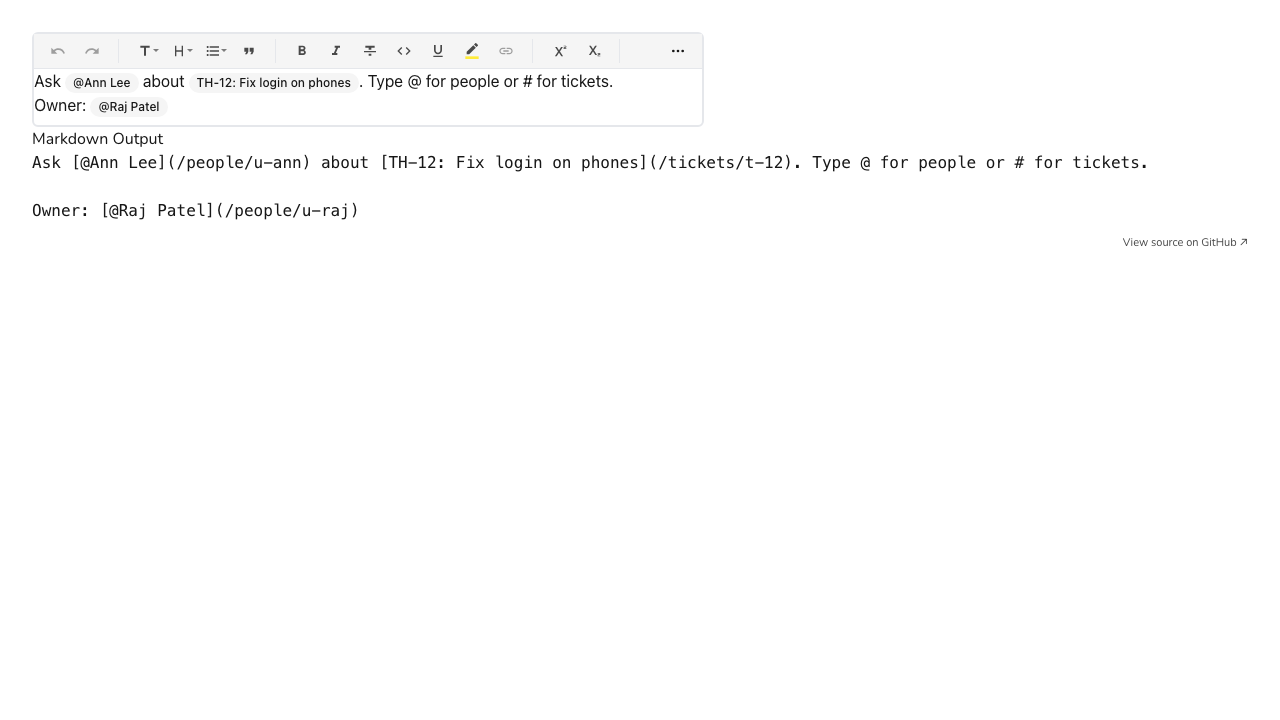 Ask @Ann Lee about TH-12: Fix login on phones. Type @ for people or # for tickets.
Owner: @Raj Patel
Markdown Output
Ask [@Ann Lee](/people/u-ann) about [TH-12: Fix login on phones](/tickets/t-12). Type @ for people or # for tickets.
Owner: [@Raj Patel](/people/u-raj)
View source on GitHub ↗